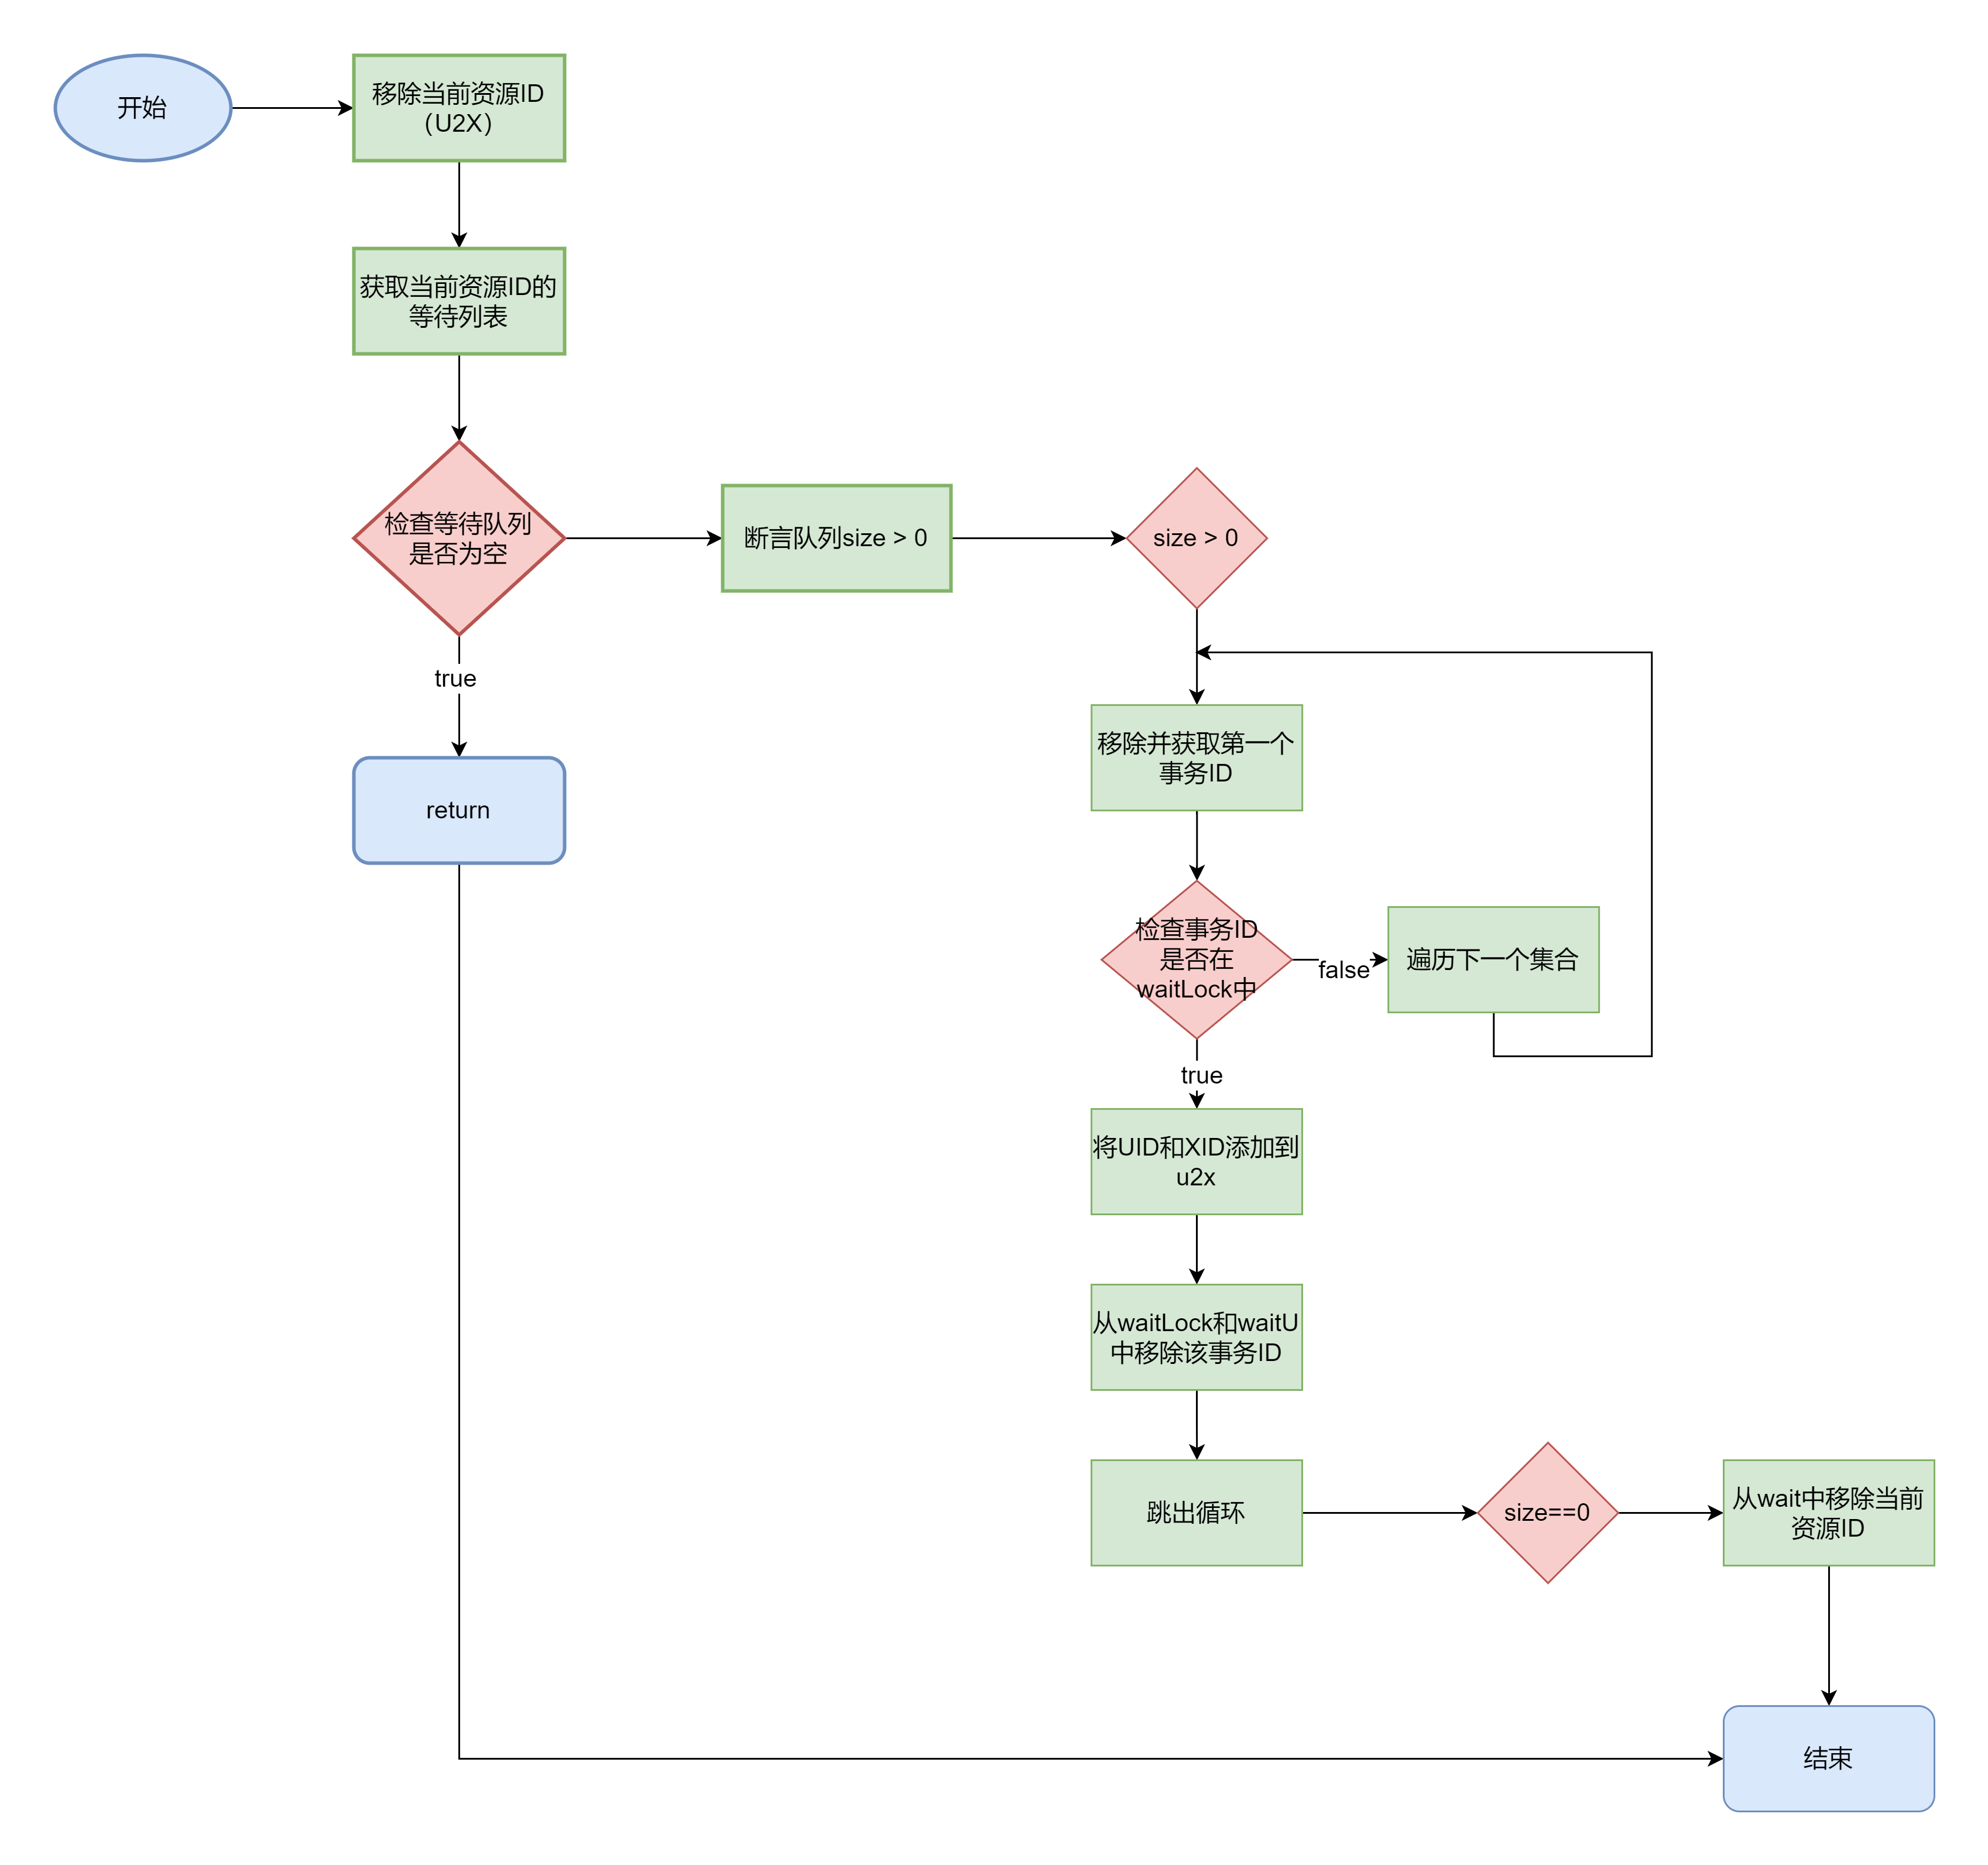 开始
移除当前资源ID
（U2X）
获取当前资源ID的
等待列表
检查等待队列
是否为空
断言队列size > 0
size > 0
true
return
移除并获取第一个
事务ID
检查事务ID
是否在
waitLock中
false
遍历下一个集合
true
将UID和XID添加到
u2x
从waitLock和waitU
中移除该事务ID
跳出循环
size==0
从wait中移除当前
资源ID
结束